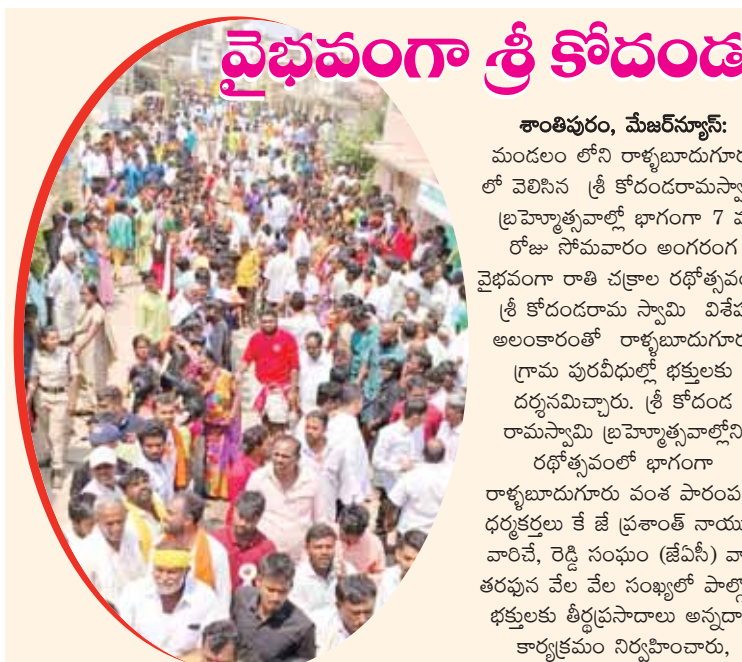 వైభవంగా శ్రీ కోదండ
శాంతిపురం, మేజర్‌న్యూస్:
మండలం లోని రాళ్ళబూదుగూరు
లో వెలిసిన శ్రీ కోదండరామస్వా
బ్రహ్మోత్సవాల్లో భాగంగా 7 వ
రోజు సోమవారం అంగరంగ
వైభవంగా రాతి చక్రాల రథోత్సవం
శ్రీ కోదండరామ స్వామి విశేష
అలంకారంతో రాళ్ళబూదుగూరు
గ్రామ పురవీధుల్లో భక్తులకు
దర్శనమిచ్చారు. శ్రీ కోదండ
రామస్వామి బ్రహ్మోత్సవాల్లోని
రథోత్సవంలో భాగంగా
రాళ్ళబూదుగూరు వంశ పారంప
ధర్మకర్తలు కే జే ప్రశాంత్ నాయు
వారిచే, రెడ్డి సంఘం (జేఏసీ) వా
తరఫున వేల వేల సంఖ్యలో పాల్గొ
భక్తులకు తీర్థప్రసాదాలు అన్నదా
కార్యక్రమం నిర్వహించారు,